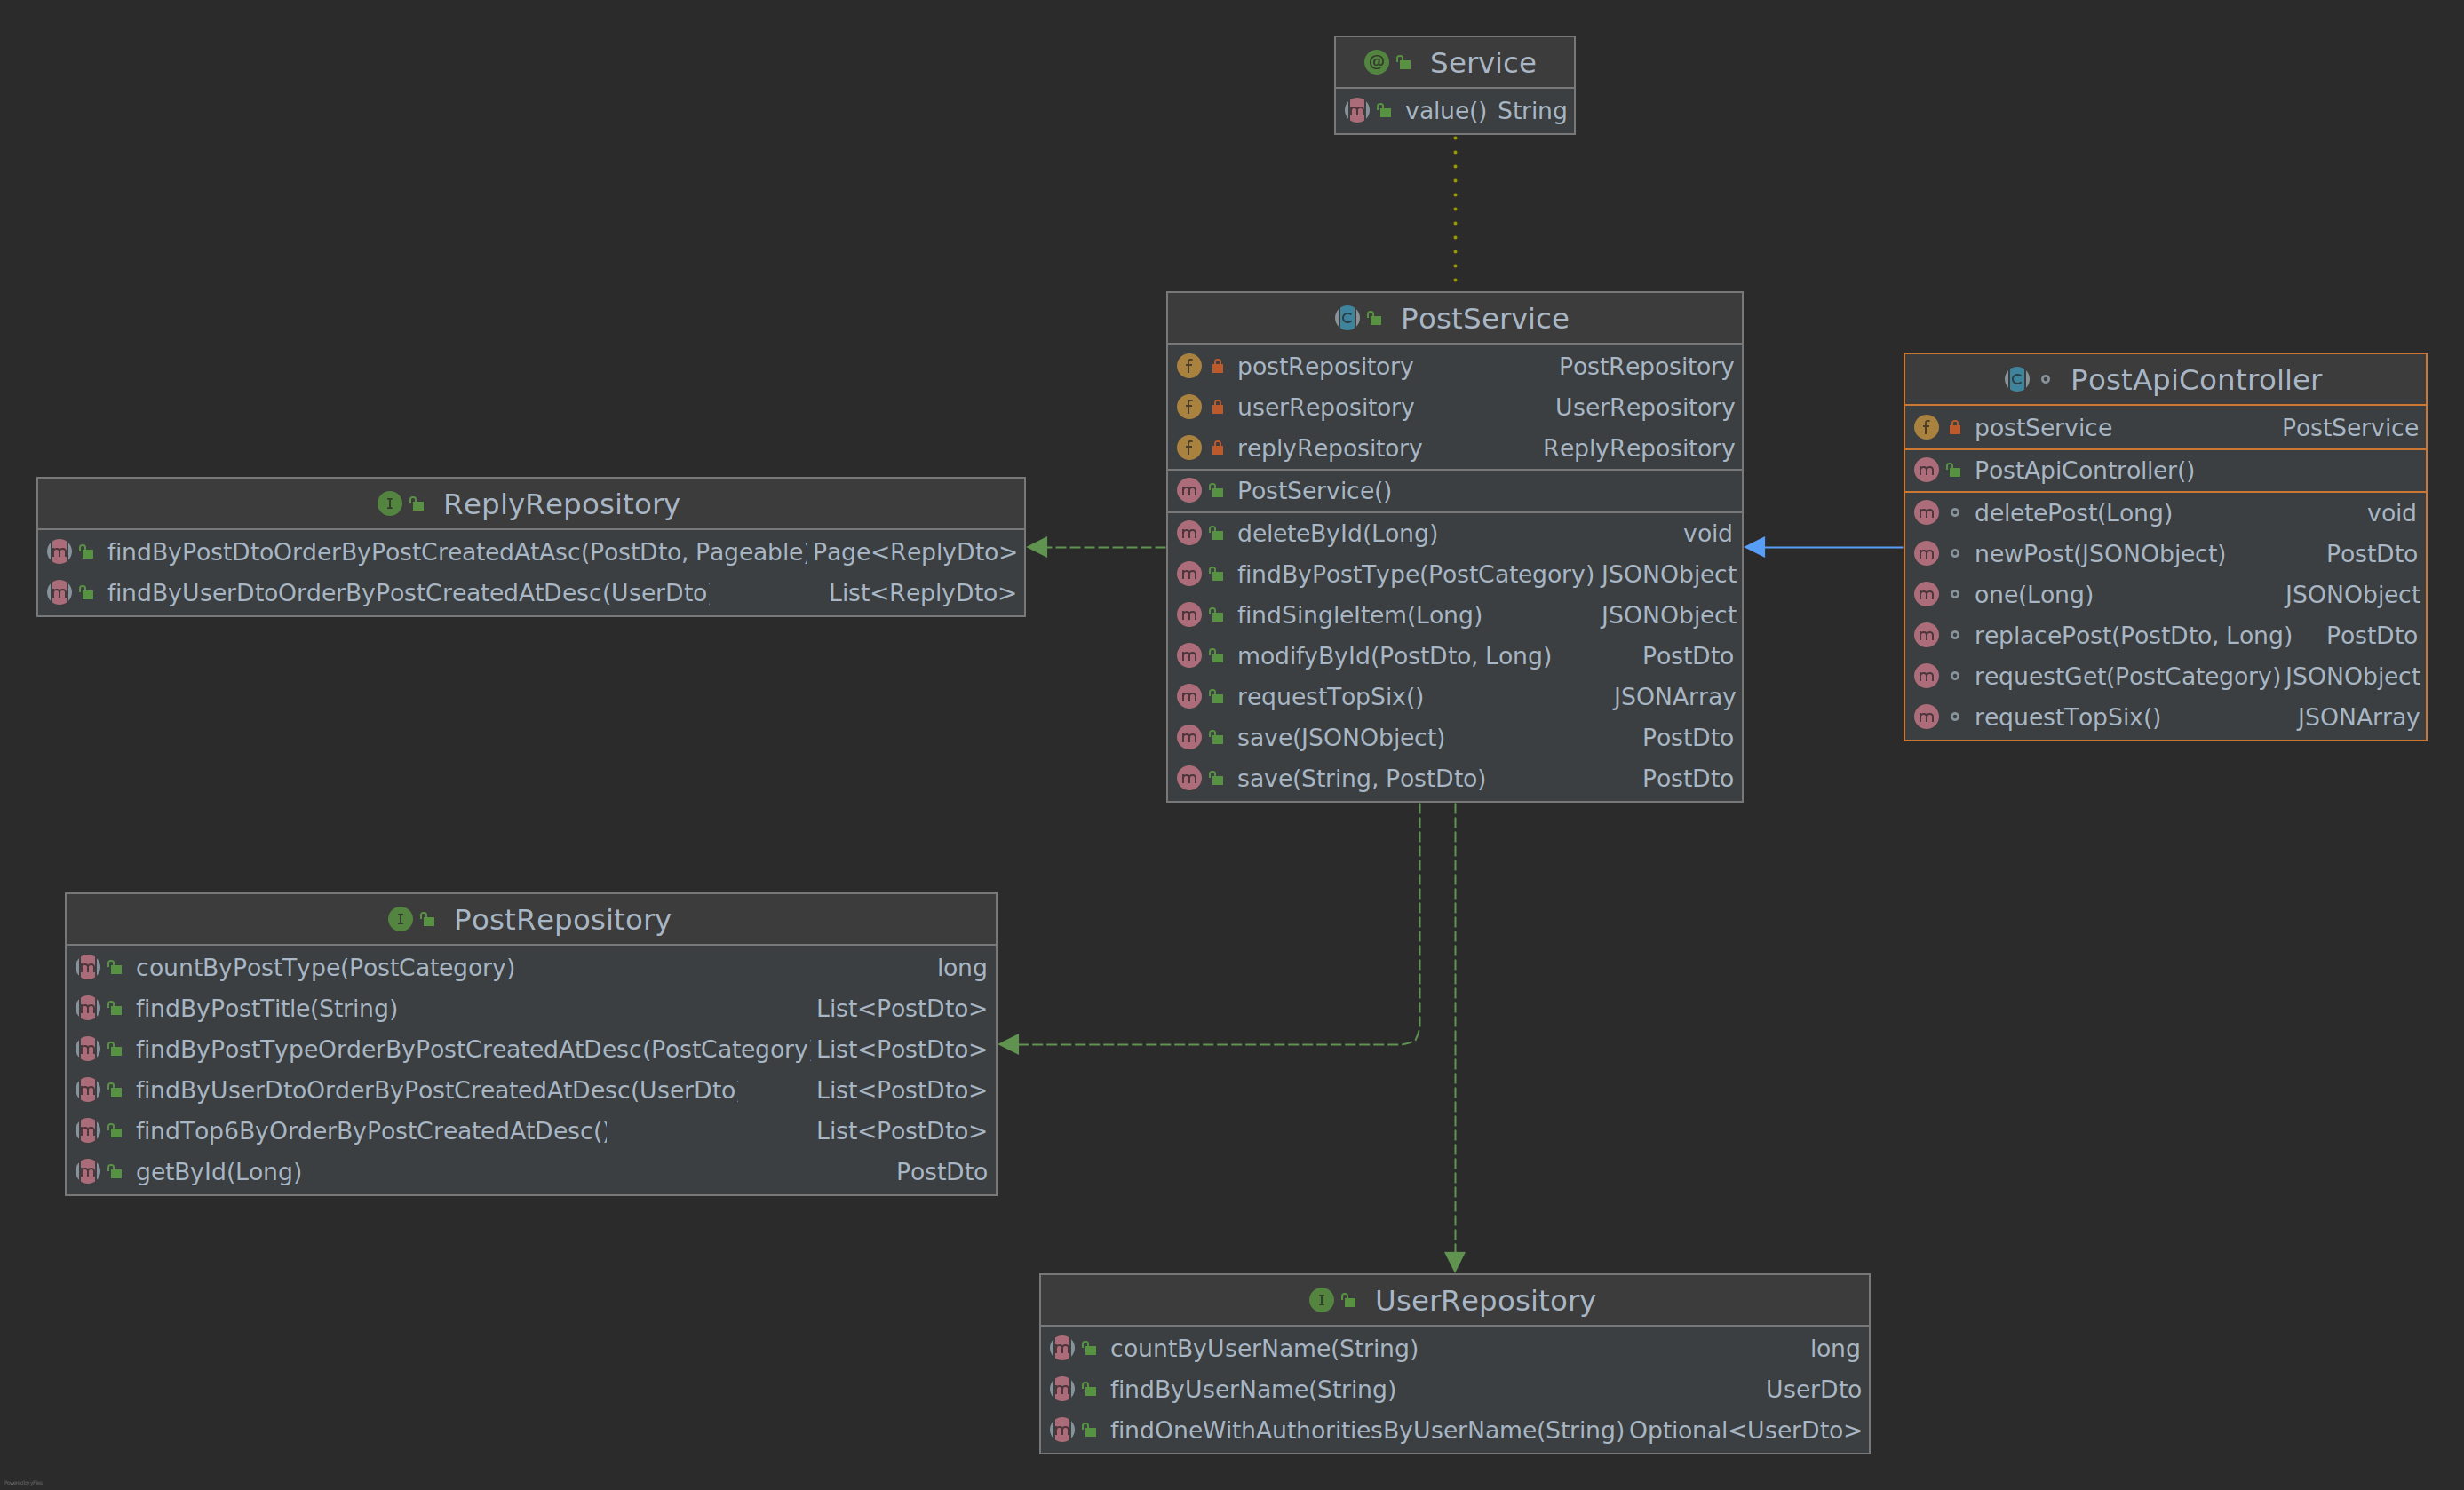 Service
value() String
PostService
postRepository PostRepository
userRepository UserRepository
replyRepository ReplyRepository
PostService()
deleteById(Long) void
findByPostType(PostCategory) JSONObject
findSingleItem(Long) JSONObject
modifyById(PostDto, Long) PostDto
requestTopSix() JSONArray
save(JSONObject) PostDto
save(String, PostDto) PostDto
PostApiController
postService PostService
PostApiController()
deletePost(Long) void
newPost(JSONObject) PostDto
one(Long) JSONObject
replacePost(PostDto, Long) PostDto
requestGet(PostCategory) JSONObject
requestTopSix() JSONArray
ReplyRepository
findByPostDtoOrderByPostCreatedAtAsc(PostDto, Pageable) Page<ReplyDto>
findByUserDtoOrderByPostCreatedAtDesc(UserDto) List<ReplyDto>
PostRepository
countByPostType(PostCategory) long
findByPostTitle(String) List<PostDto>
findByPostTypeOrderByPostCreatedAtDesc(PostCategory) List<PostDto>
findByUserDtoOrderByPostCreatedAtDesc(UserDto) List<PostDto>
findTop6ByOrderByPostCreatedAtDesc() List<PostDto>
getById(Long) PostDto
UserRepository
countByUserName(String) long
findByUserName(String) UserDto
findOneWithAuthoritiesByUserName(String) Optional<UserDto>
Powered by yFiles